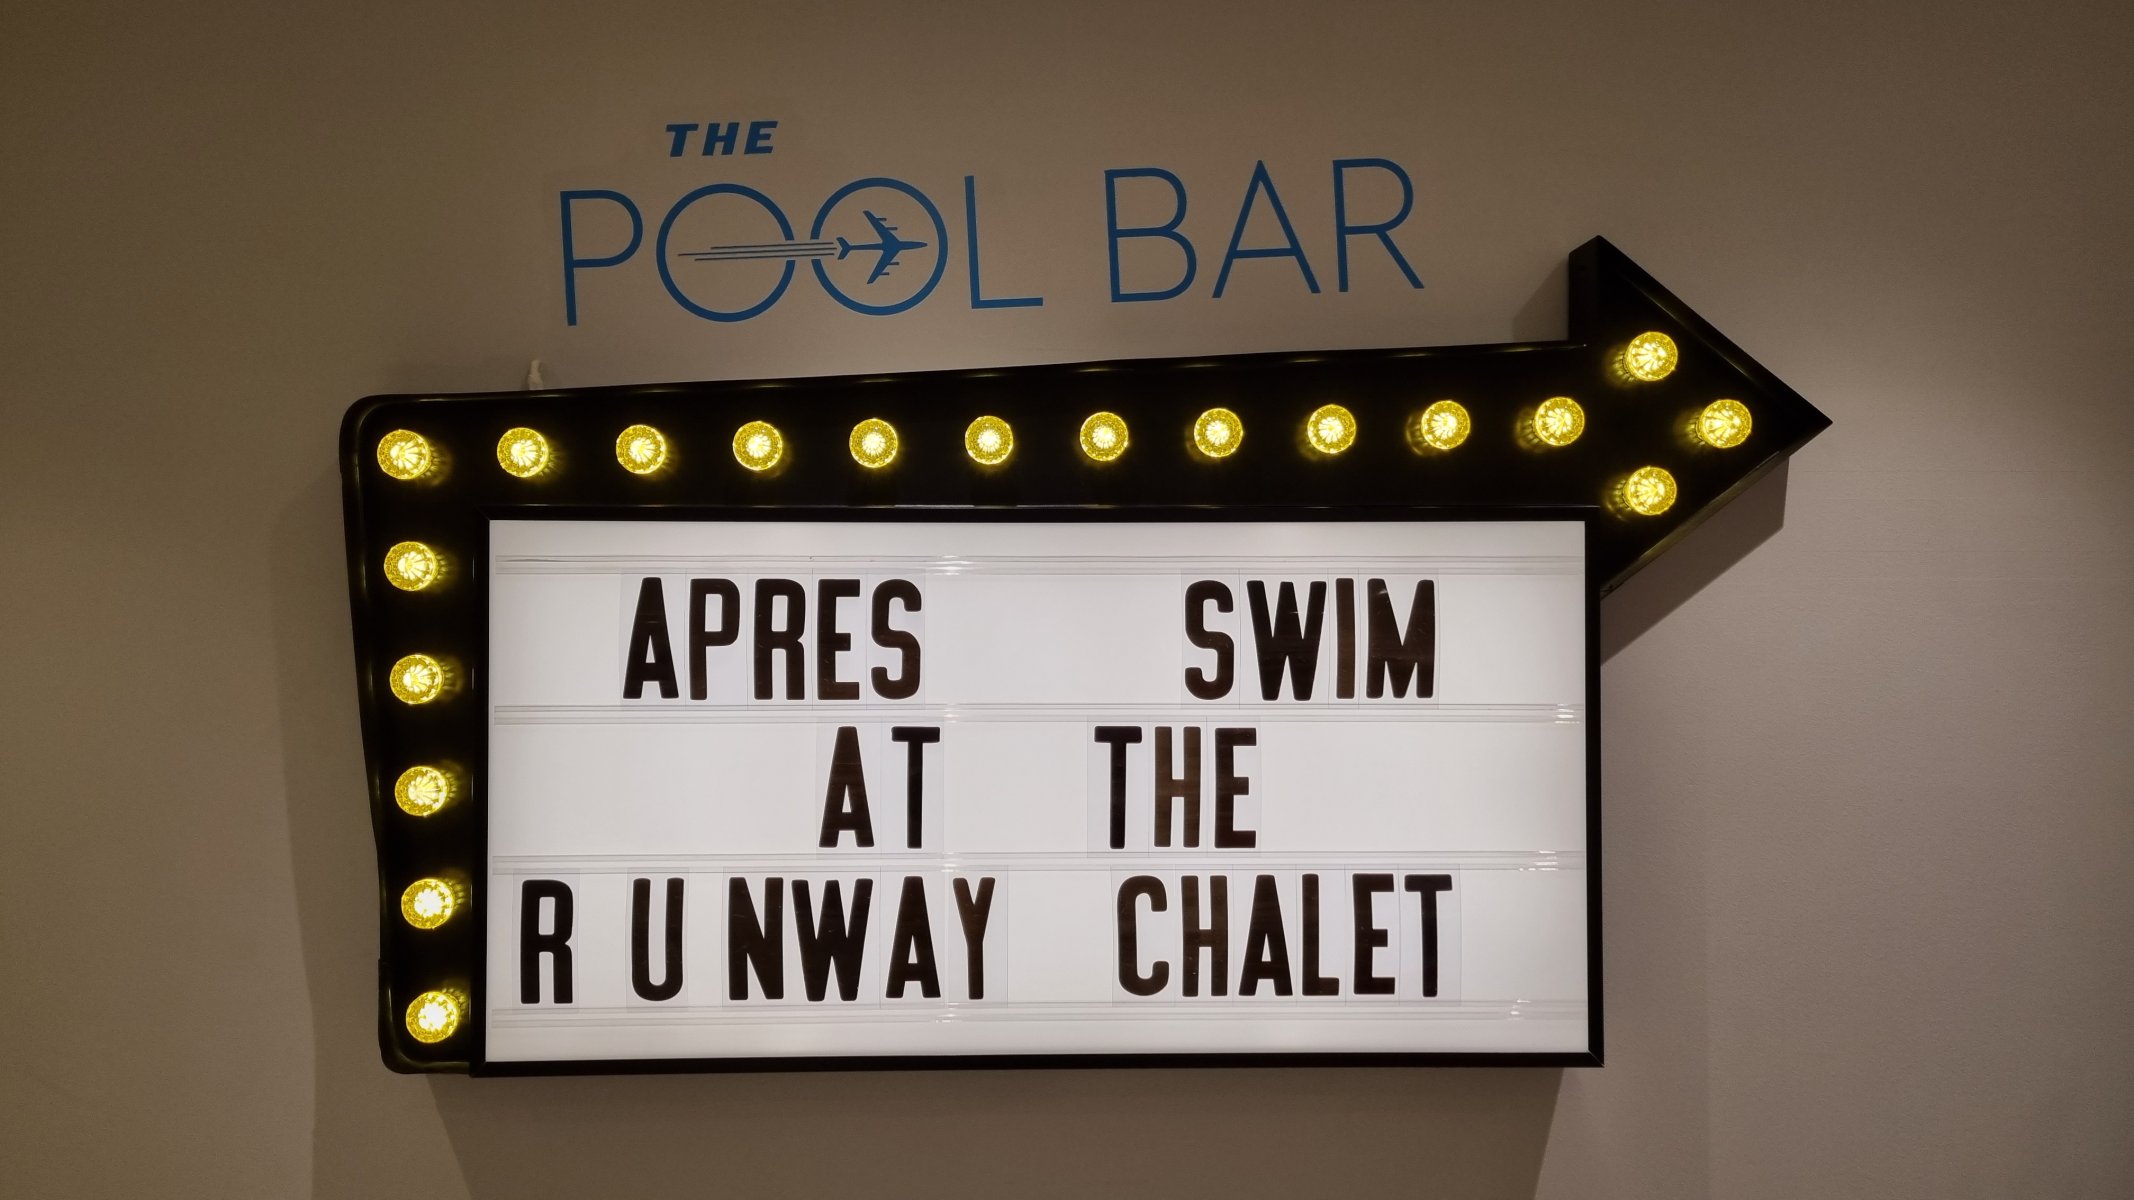 THE
POOL BAR
APRES SWIM
AT THE
RUNWAY CHALET